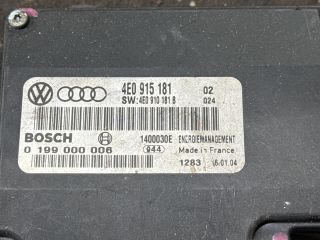 4E0 915 181 02
SW:4E0 910 181 B 024
BOSCH 1400030E ENERGIEMANAGEMENT
0 199 000 006 944 Made in France
1283 16.01.04